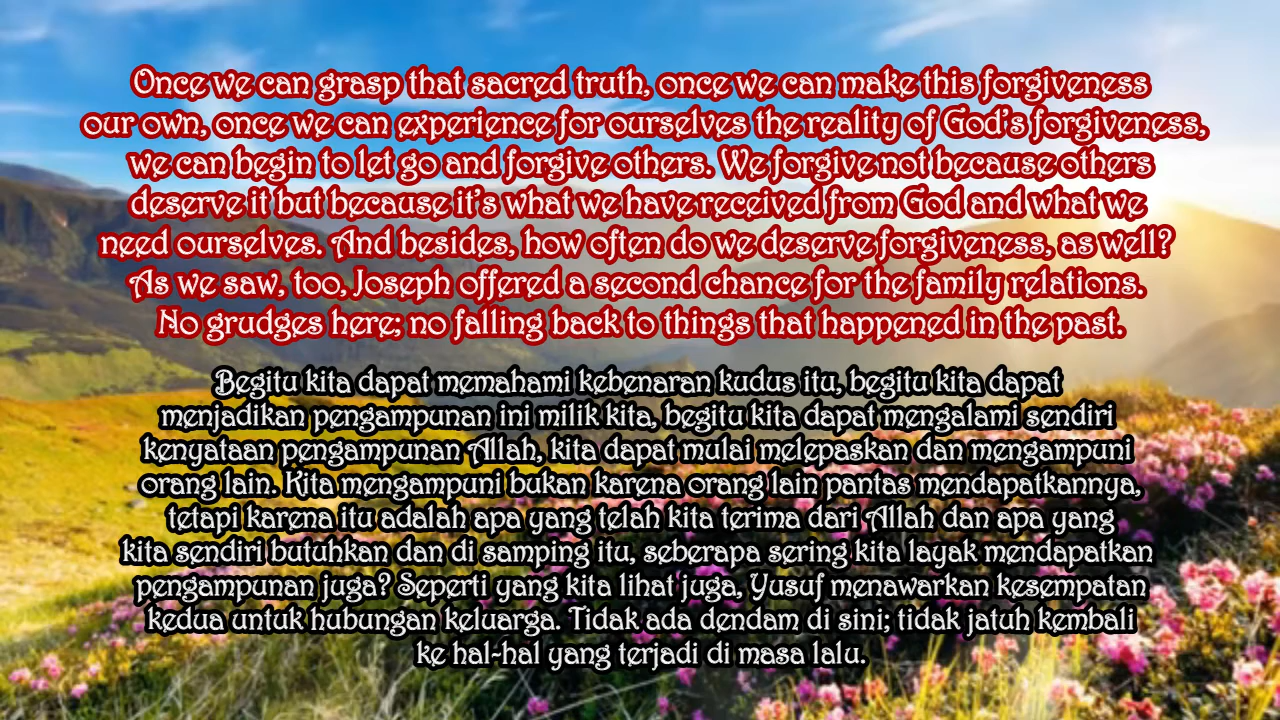 Once we can grasp that sacred truth, once we can make this forgiveness
our own, once we can experience for ourselves the reality of God's forgiveness,
we can begin to let go and forgive others. We forgive not because others
deserve it but because it's what we have received from God and what we
need ourselves. And besides, how often do we deserve forgiveness, as well?
As we saw, too, Joseph offered a second chance for the family relations.
No grudges here; no falling back to things that happened in the past.
Begitu kita dapat memahami kebenaran kudus itu, begitu kita dapat
menjadikan pengampunan ini milik kita, begitu kita dapat mengalami sendiri
kenyataan pengampunan Allah, kita dapat mulai melepaskan dan mengampuni
orang lain. Kita mengampuni bukan karena orang lain pantas mendapatkannya,
tetapi karena itu adalah apa yang telah kita terima dari Allah dan apa yang
kita sendiri butuhkan dan di samping itu, seberapa sering kita layak mendapatkan
pengampunan juga? Seperti yang kita lihat juga, Yusuf menawarkan kesempatan
kedua untuk hubungan keluarga. Tidak ada dendam di sini; tidak jatuh kembali
ke hal-hal yang terjadi di masa lalu.